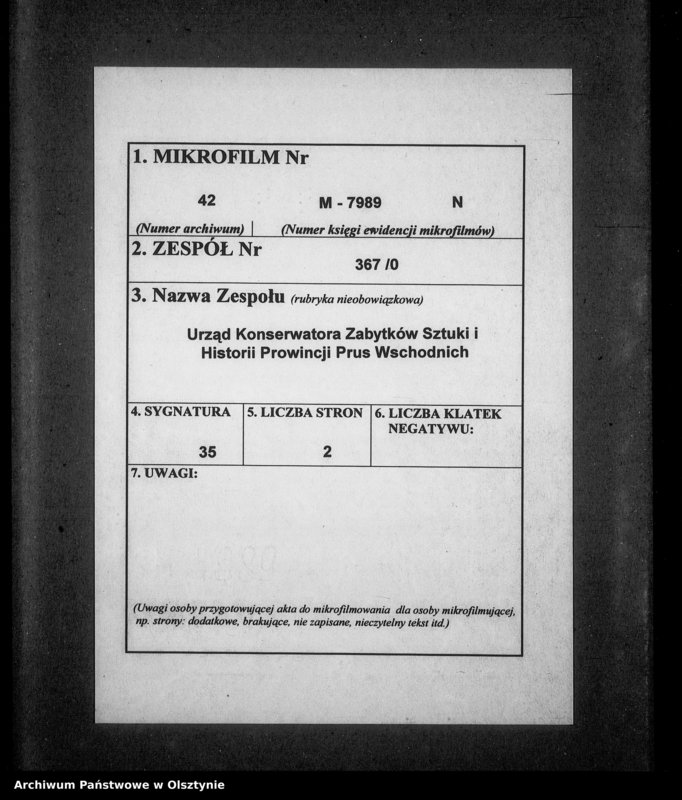 1. MIKROFILM Nr
42 M - 7989 N
(Numer archiwum) (Numer księgi ewidencji mikrofilmów)
2. ZESPÓŁ Nr
367 /0
3. Nazwa Zespołu (rubryka nieobowiązkowa)
Urząd Konserwatora Zabytków Sztuki i
Historii Prowincji Prus Wschodnich
4. SYGNATURA
35
5. LICZBA STRON
2
6. LICZBA KLATEK
NEGATYWU:
7. UWAGI:
(Uwagi osoby przygotowującej akta do mikrofilmowania dla osoby mikrofilmującej,
np. strony: dodatkowe, brakujące, nie zapisane, nieczytelny tekst itd.)
Archiwum Państwowe w Olsztynie